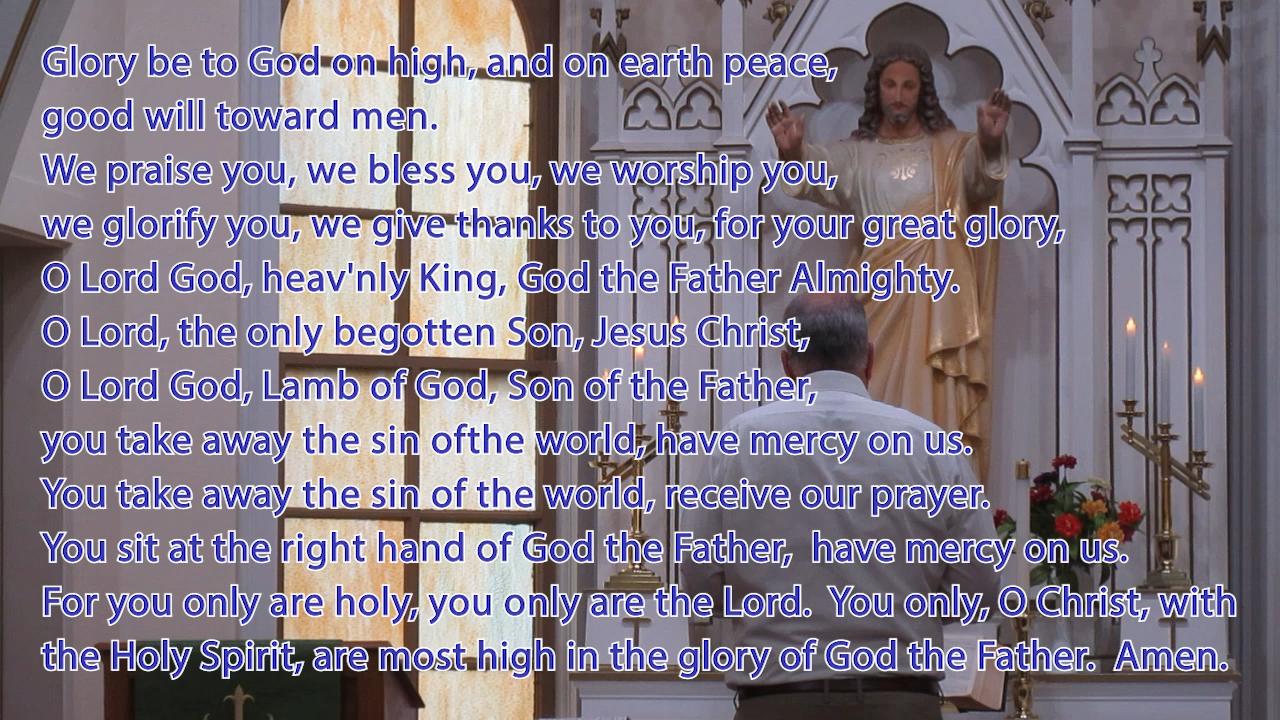 Glory be to God on high, and on earth peace,
good will toward men.
We praise you, we bless you, we worship you,
we glorify you, we give thanks to you, for your great glory,
O Lord God, heav'nly King, God the Father Almighty.
O Lord, the only begotten Son, Jesus Christ,
O Lord God, Lamb of God, Son of the Father,
you take away the sin ofthe world, have mercy on us.
You take away the sin of the world, receive our prayer.
You sit at the right hand of God the Father,  have mercy on us.
For you only are holy, you only are the Lord.  You only, O Christ, with
the Holy Spirit, are most high in the glory of God the Father.  Amen.